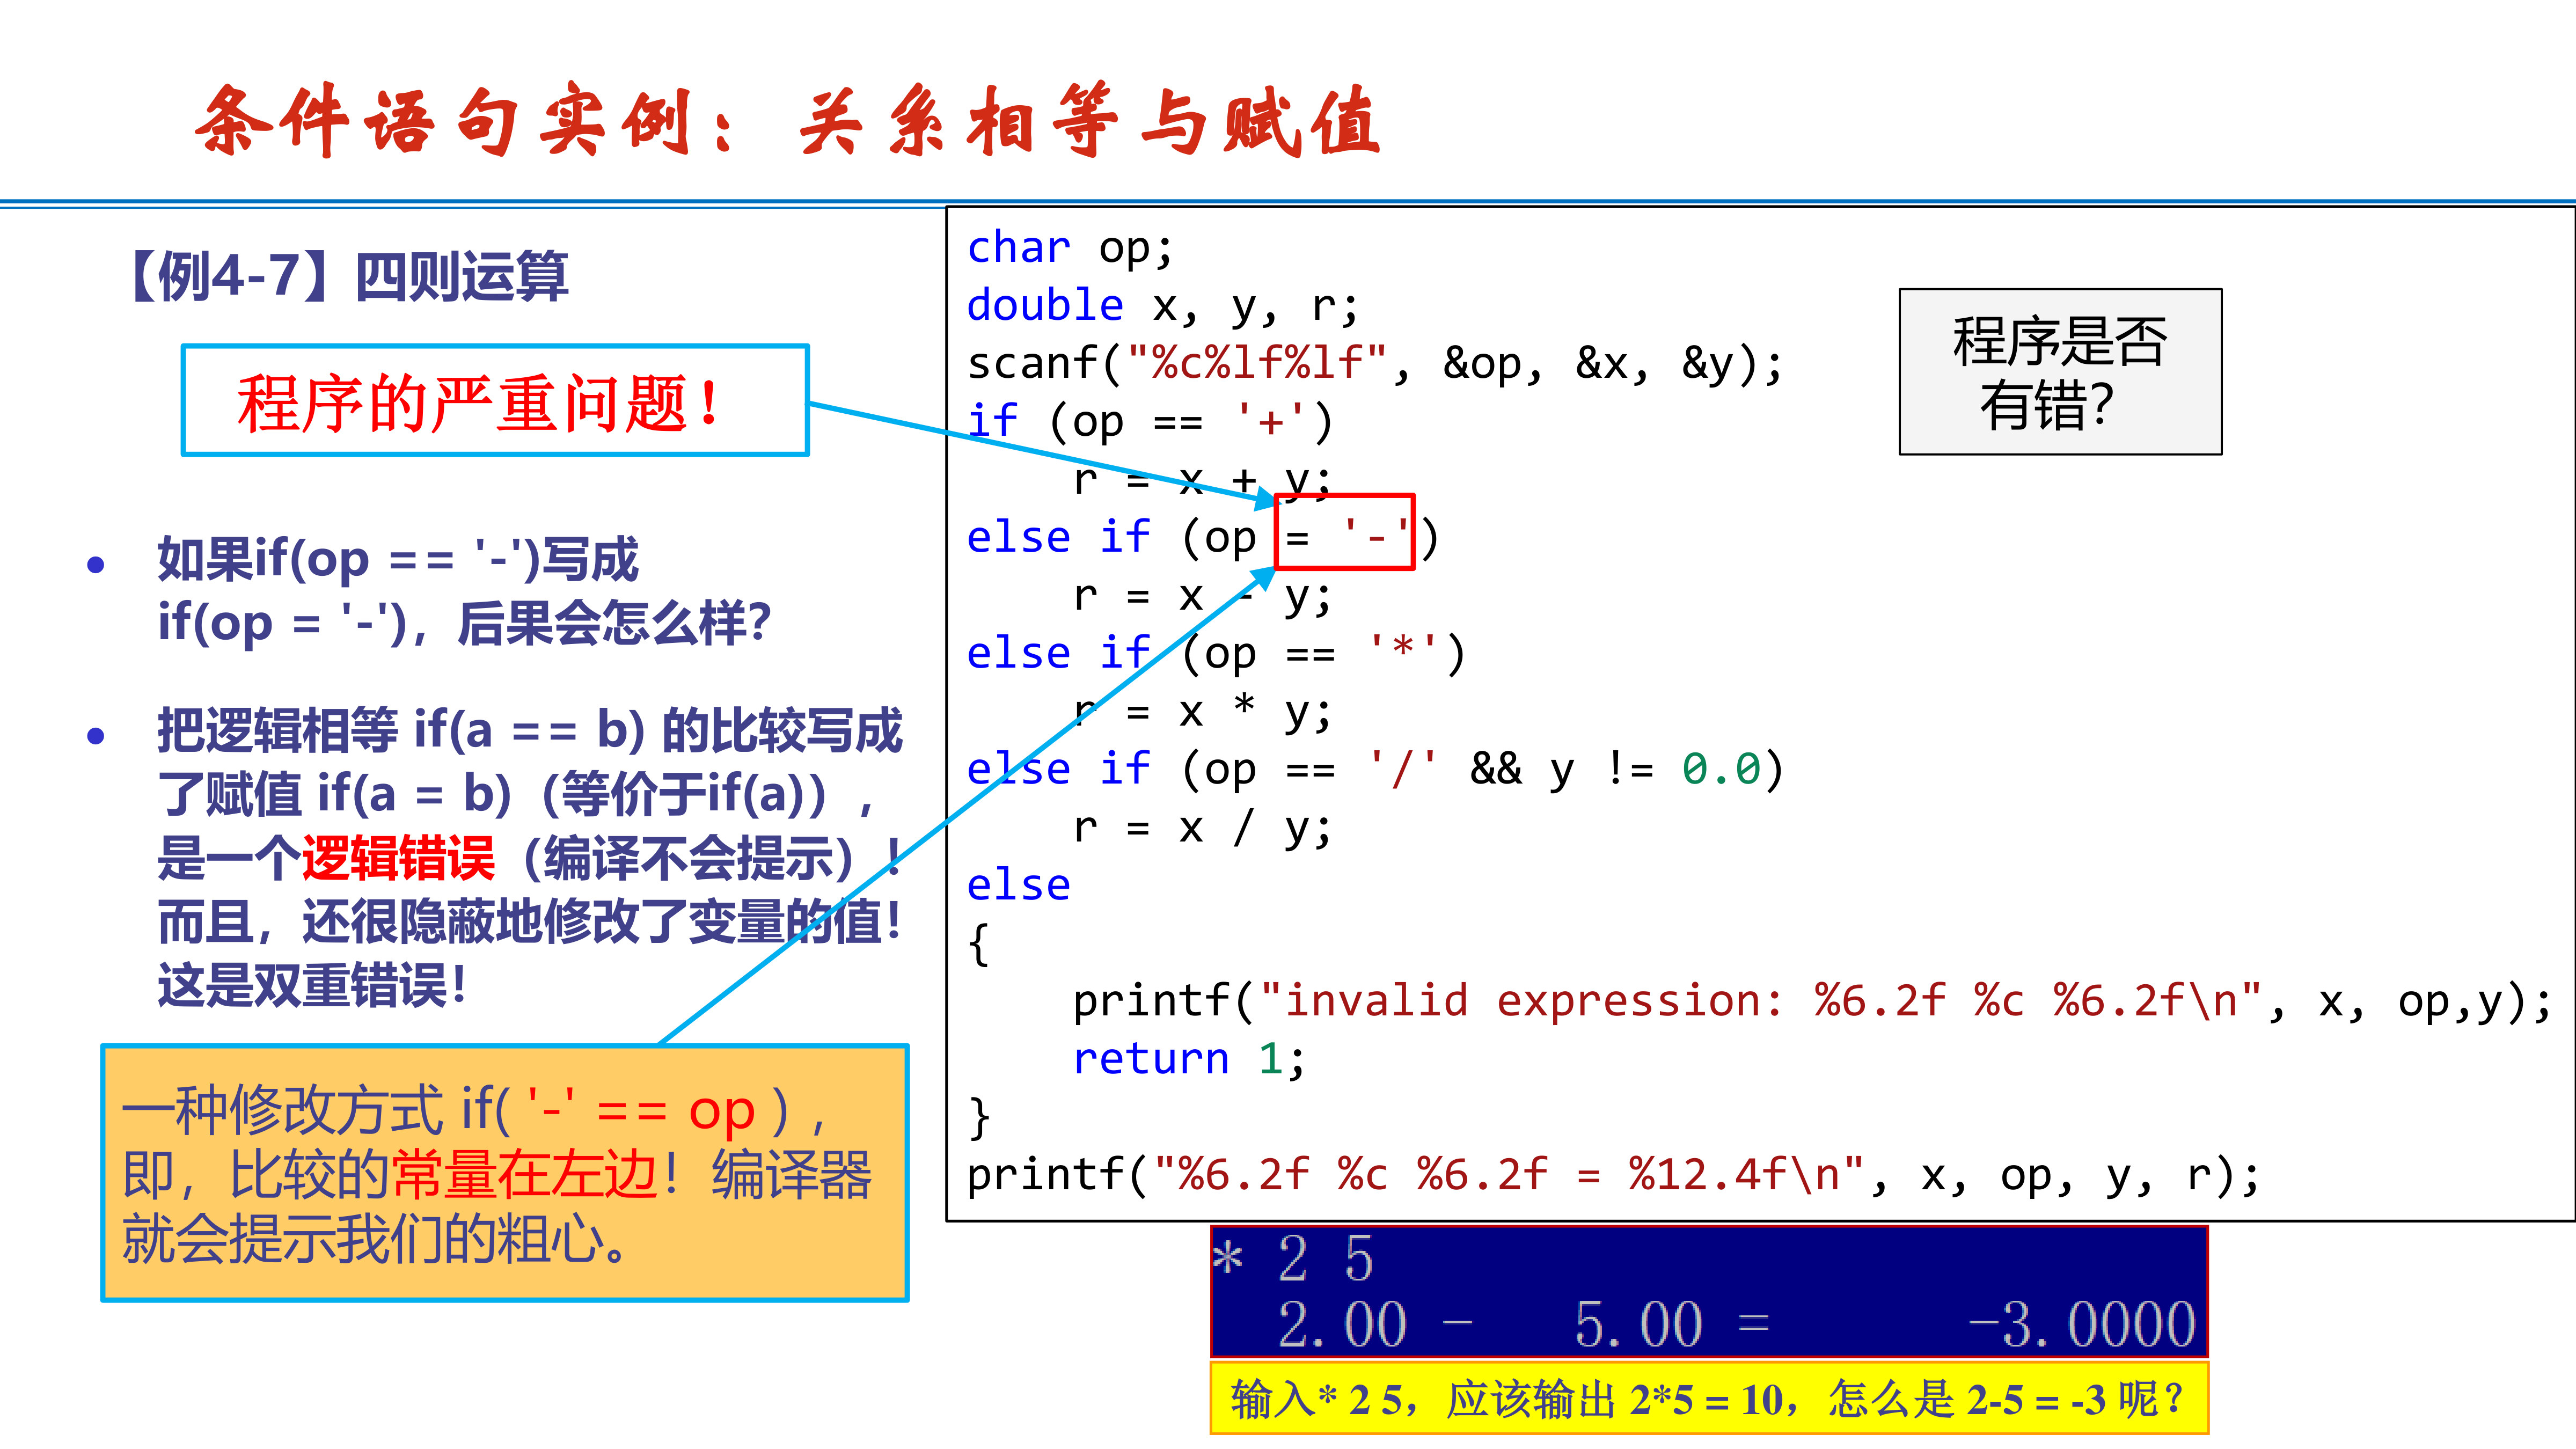 条件语句实例：关系相等与赋值
【例4-7】四则运算
程序的严重问题！
如果if(op == '-')写成
if(op = '-')，后果会怎么样？
把逻辑相等 if(a == b) 的比较写成
了赋值 if(a = b)（等价于if(a)），
是一个逻辑错误（编译不会提示）！
而且，还很隐蔽地修改了变量的值！
这是双重错误！
一种修改方式 if( '-' == op )，
即，比较的常量在左边！编译器
就会提示我们的粗心。
char op;
double x, y, r;
scanf("%c%lf%lf", &op, &x, &y);
if (op == '+')
    r = x + y;
else if (op = '-')
    r = x - y;
else if (op == '*')
    r = x * y;
else if (op == '/' && y != 0.0)
    r = x / y;
else
{
    printf("invalid expression: %6.2f %c %6.2f\n", x, op,y);
    return 1;
}
printf("%6.2f %c %6.2f = %12.4f\n", x, op, y, r);
程序是否
有错？
* 2 5
  2.00 -   5.00 =      -3.0000
输入* 2 5，应该输出 2*5 = 10，怎么是 2-5 = -3 呢？